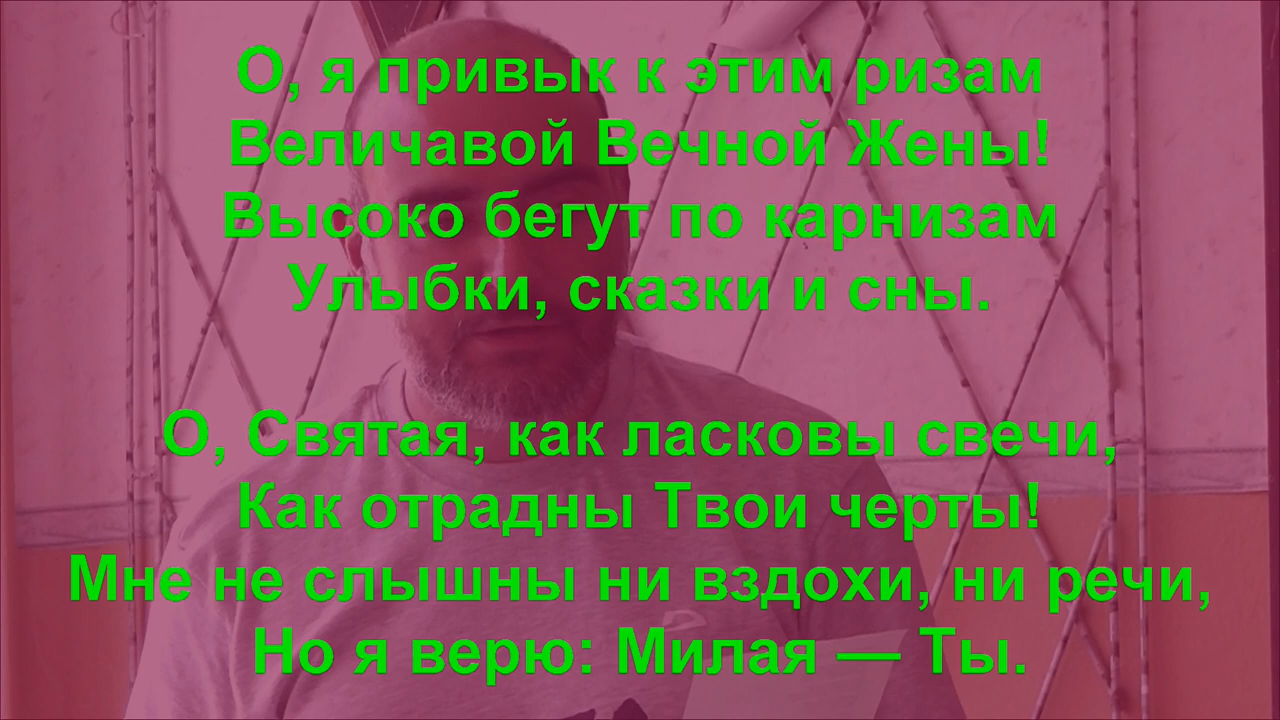 О, я привык к этим ризам
Величавой Вечной Жены!
Высоко бегут по карнизам
Улыбки, сказки и сны.
О, Святая, как ласковы свечи,
Как отрадны Твои черты!
Мне не слышны ни вздохи, ни речи,
Но я верю: Милая — Ты.